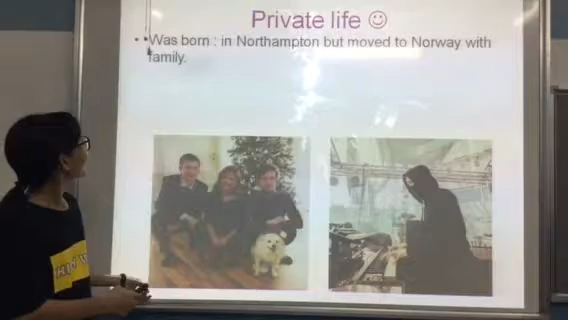 Private life ☺
• Was born : in Northampton but moved to Norway with
family.